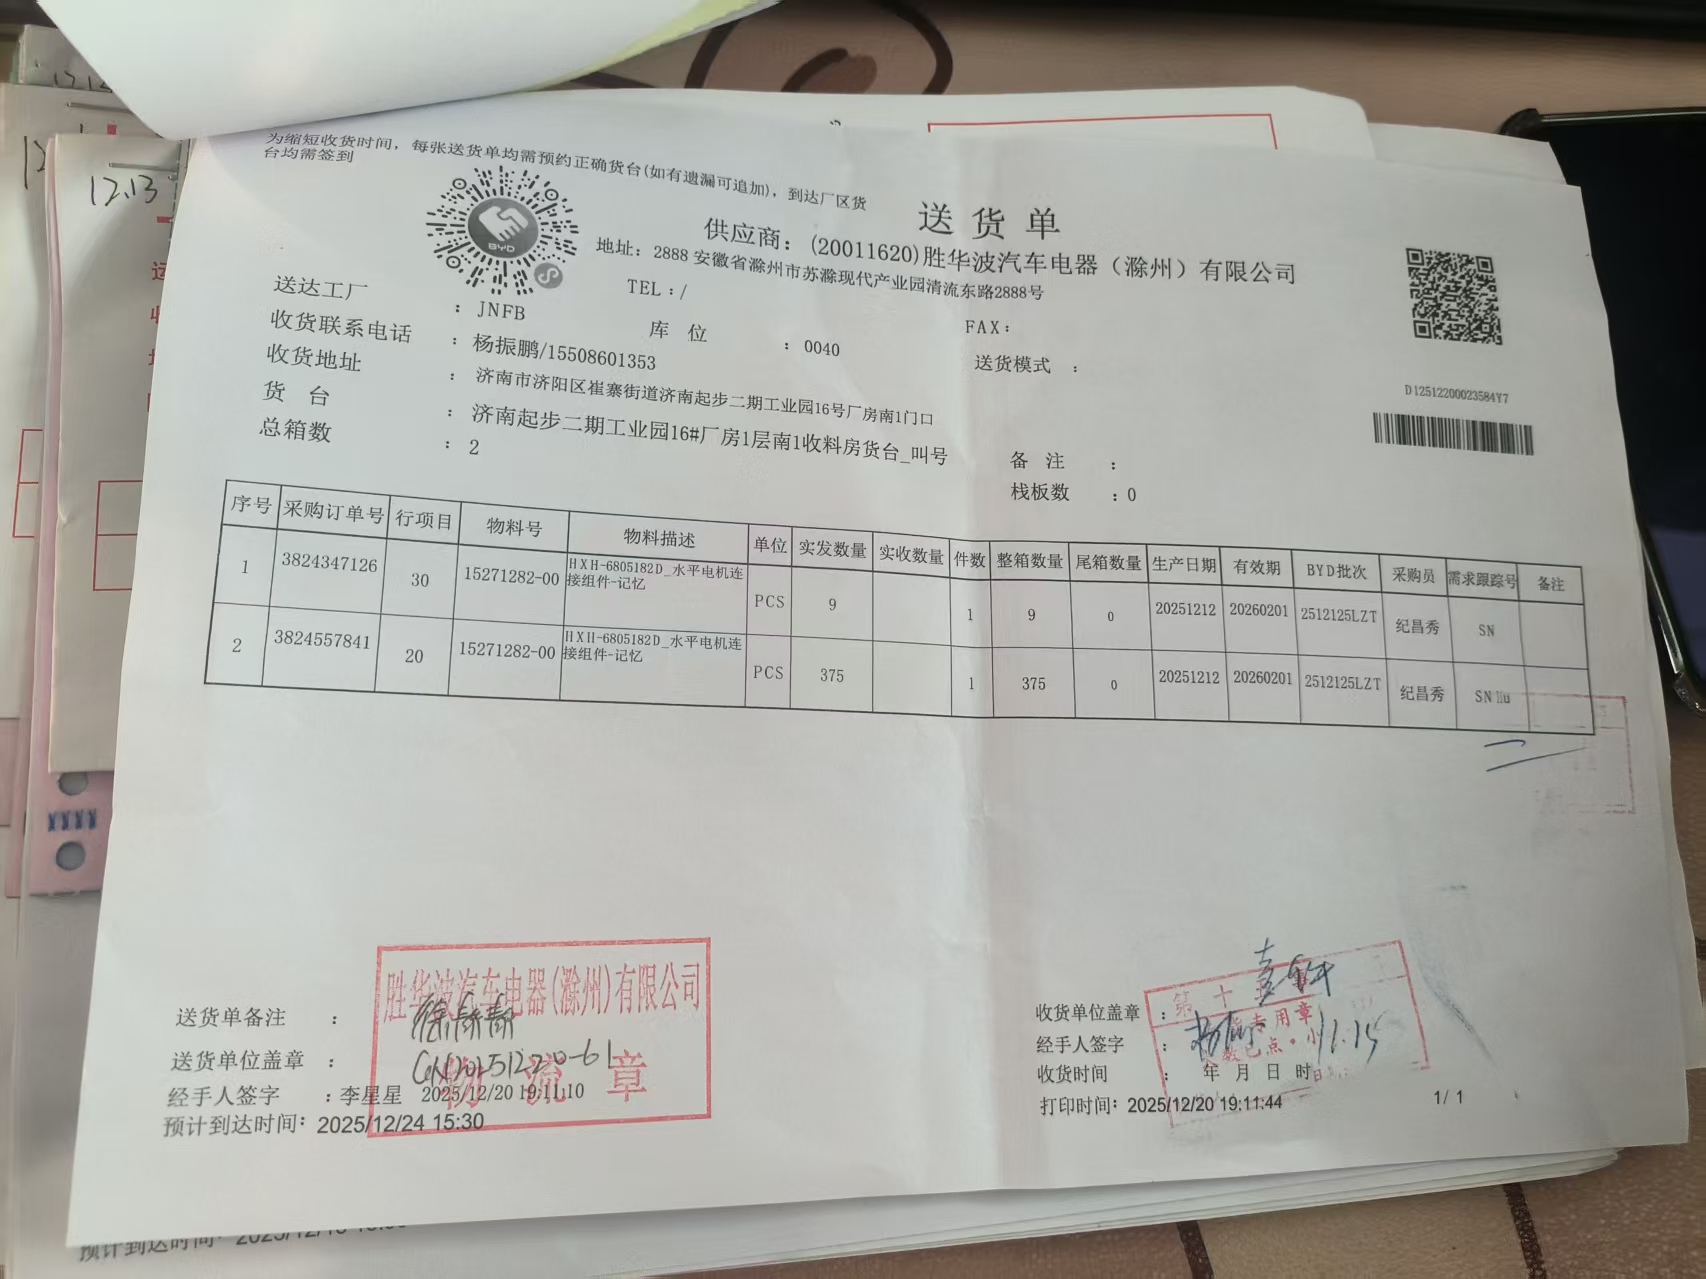 12.13
为缩短收货时间，每张送货单均需预约正确货台(如有遗漏可追加)，到达厂区货
台均需签到
BYD
送货单
供应商：(20011620)胜华波汽车电器（滁州）有限公司
地址：2888 安徽省滁州市苏滁现代产业园清流东路2888号
TEL：/
FAX：
送达工厂 ：JNFB
库 位 ：0040
送货模式 ：
收货联系电话 ：杨振鹏/15508601353
收货地址 ：济南市济阳区崔寨街道济南起步二期工业园16号厂房南1门口
货 台 ：济南起步二期工业园16#厂房1层南1收料房货台_叫号
总箱数 ：2
D12512200023584Y7
备 注 ：
栈板数 ：0
序号 采购订单号 行项目 物料号 物料描述 单位 实发数量 实收数量 件数 整箱数量 尾箱数量 生产日期 有效期 BYD批次 采购员 需求跟踪号 备注
1 3824347126 30 15271282-00 HXH-6805182D_水平电机连接组件-记忆 PCS 9 1 9 0 20251212 20260201 2512125LZT 纪昌秀 SN
2 3824557841 20 15271282-00 HXH-6805182D_水平电机连接组件-记忆 PCS 375 1 375 0 20251212 20260201 2512125LZT 纪昌秀 SN liu
胜华波汽车电器(滁州)有限公司
物流章
送货单备注 ：
送货单位盖章 ：
经手人签字 ：李星星 2025/12/20 19:11:10
预计到达时间：2025/12/24 15:30
收货单位盖章 ：
经手人签字 ：
收货时间 ： 年 月 日 时
打印时间：2025/12/20 19:11:44
1/ 1
第十
专用章
预计到达时间：